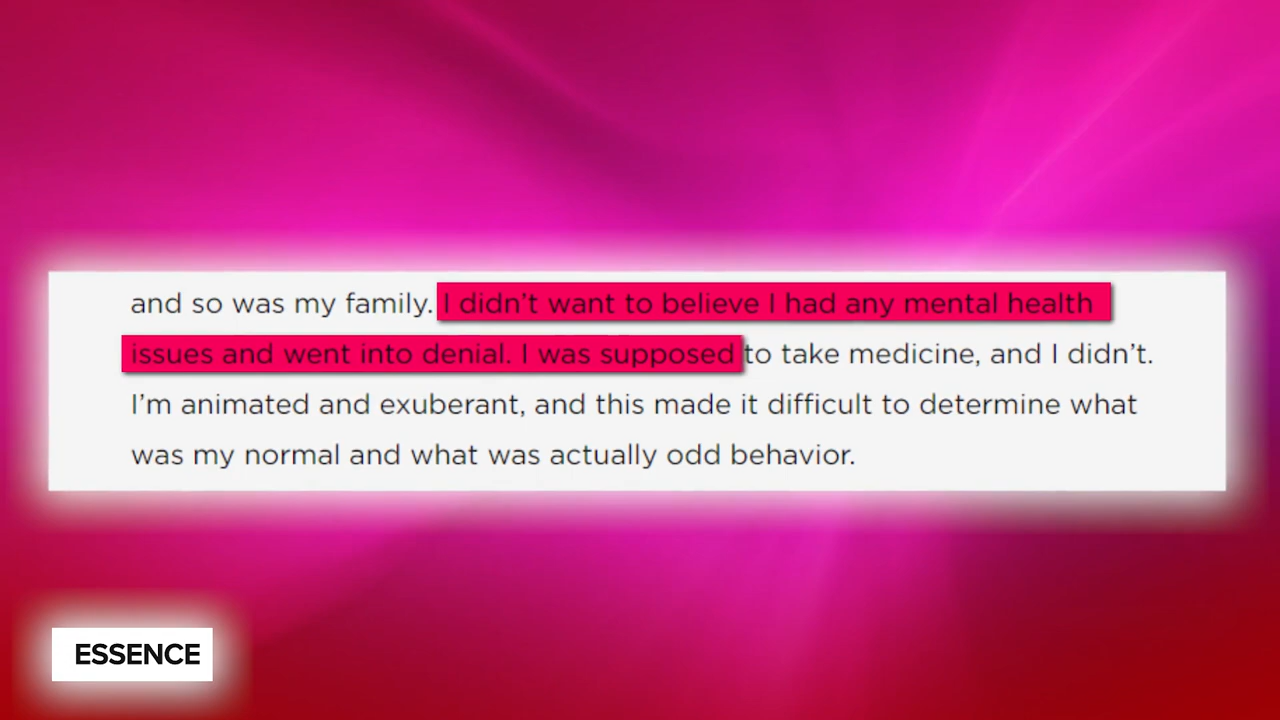 and so was my family. I didn't want to believe I had any mental health
issues and went into denial. I was supposed to take medicine, and I didn't.
I'm animated and exuberant, and this made it difficult to determine what
was my normal and what was actually odd behavior.
ESSENCE